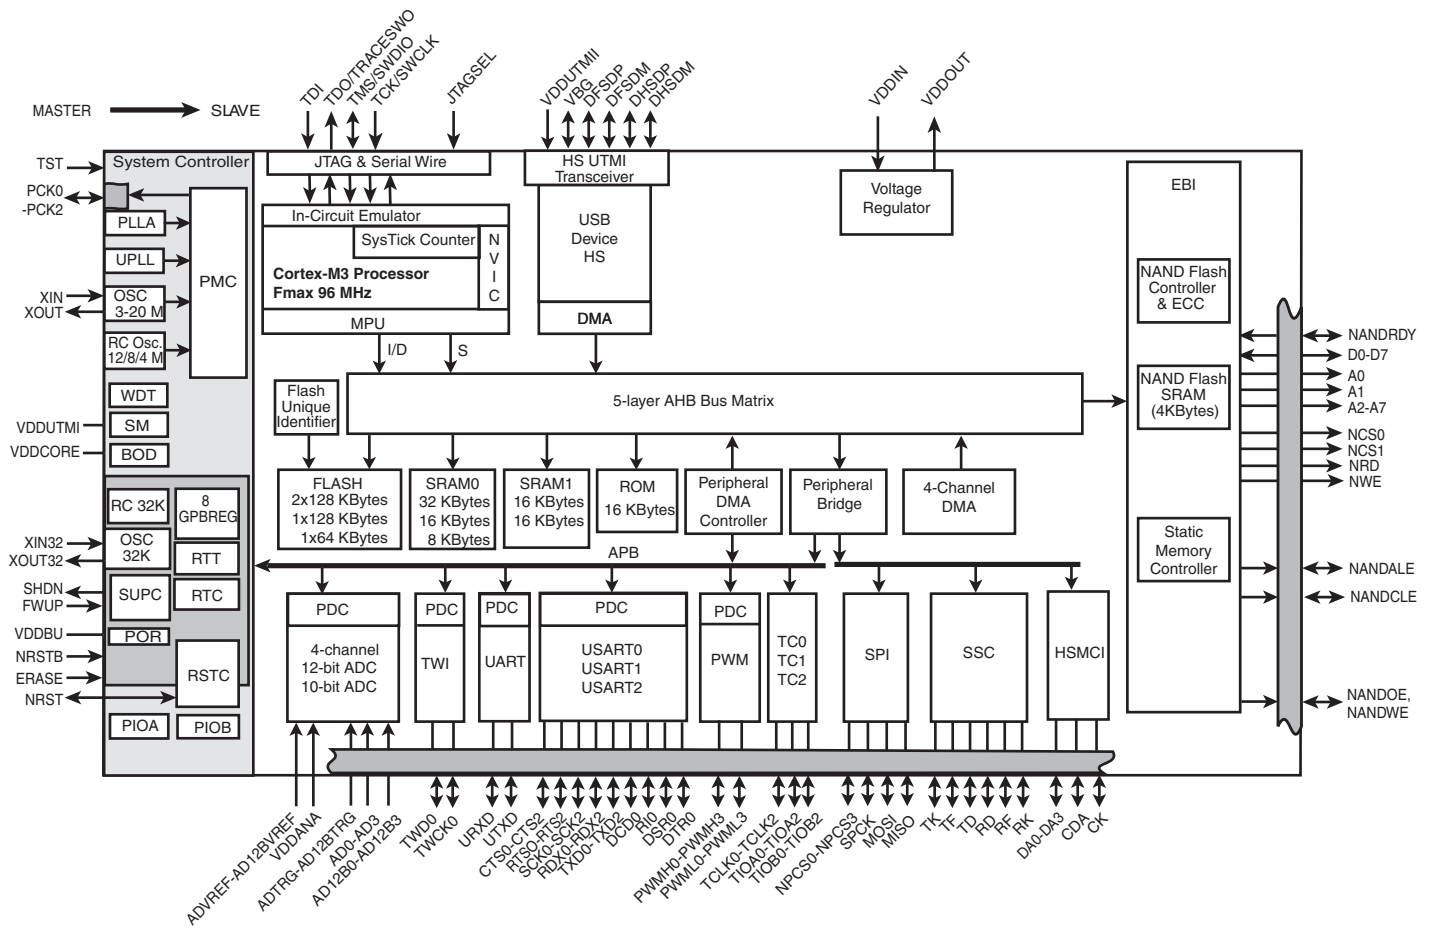 TDI
TDO/TRACESWO
TMS/SWDIO
TCK/SWCLK
JTAGSEL
VDDUTMII
VBG
DFSDP
DFSDM
DHSDP
DHSDM
VDDIN
VDDOUT
MASTER
SLAVE
System Controller
TST
PCK0
-PCK2
PLLA
UPLL
PMC
XIN
XOUT
OSC
3-20 M
RC Osc.
12/8/4 M
WDT
VDDUTMI
SM
VDDCORE
BOD
RC 32K
8
GPBREG
XIN32
XOUT32
OSC
32K
RTT
SHDN
FWUP
SUPC
RTC
VDDBU
POR
NRSTB
ERASE
NRST
RSTC
PIOA
PIOB
JTAG & Serial Wire
In-Circuit Emulator
SysTick Counter
N
V
I
C
Cortex-M3 Processor
Fmax 96 MHz
MPU
I/D
S
HS UTMI
Transceiver
USB
Device
HS
DMA
Voltage
Regulator
EBI
NAND Flash
Controller
& ECC
NAND Flash
SRAM
(4KBytes)
Static
Memory
Controller
NANDRDY
D0-D7
A0
A1
A2-A7
NCS0
NCS1
NRD
NWE
NANDALE
NANDCLE
NANDOE,
NANDWE
Flash
Unique
Identifier
5-layer AHB Bus Matrix
FLASH
2x128 KBytes
1x128 KBytes
1x64 KBytes
SRAM0
32 KBytes
16 KBytes
8 KBytes
SRAM1
16 KBytes
16 KBytes
ROM
16 KBytes
Peripheral
DMA
Controller
Peripheral
Bridge
4-Channel
DMA
APB
PDC
4-channel
12-bit ADC
10-bit ADC
PDC
TWI
PDC
UART
PDC
USART0
USART1
USART2
PDC
PWM
TC0
TC1
TC2
SPI
SSC
HSMCI
ADVREF-AD12BVREF
VDDANA
ADTRG-AD12BTRG
AD0-AD3
AD12B0-AD12B3
TWD0
TWCK0
URXD
UTXD
CTS0-CTS2
RTS0-RTS2
SCK0-SCK2
RDX0-RDX2
TXD0-TXD2
DCD0
RI0
DSR0
DTR0
PWMH0-PWMH3
PWML0-PWML3
TCLK0-TCLK2
TIOA0-TIOA2
TIOB0-TIOB2
NPCS0-NPCS3
SPCK
MOSI
MISO
TK
TF
TD
RD
RF
RK
DA0-DA3
CDA
CK